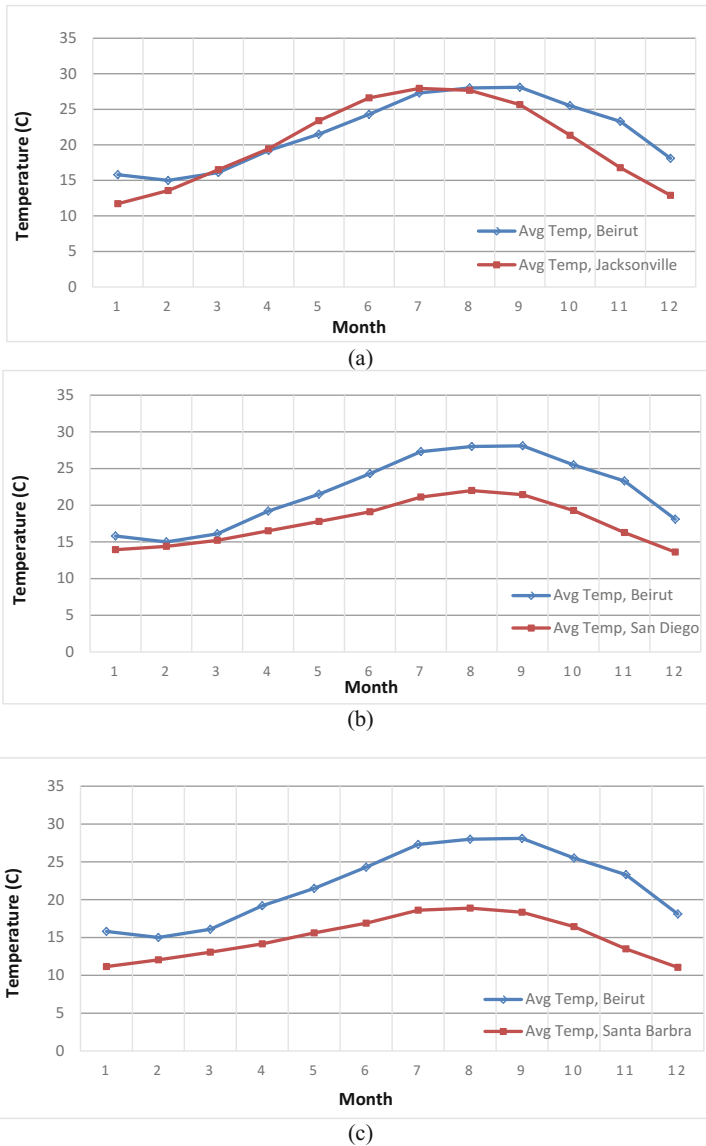 35
30
25
20
15
10
5
0
Temperature (C)
Avg Temp, Beirut
Avg Temp, Jacksonville
1 2 3 4 5 6 7 8 9 10 11 12
Month
(a)
35
30
25
20
15
10
5
0
Temperature (C)
Avg Temp, Beirut
Avg Temp, San Diego
1 2 3 4 5 6 7 8 9 10 11 12
Month
(b)
35
30
25
20
15
10
5
0
Temperature (C)
Avg Temp, Beirut
Avg Temp, Santa Barbra
1 2 3 4 5 6 7 8 9 10 11 12
Month
(c)